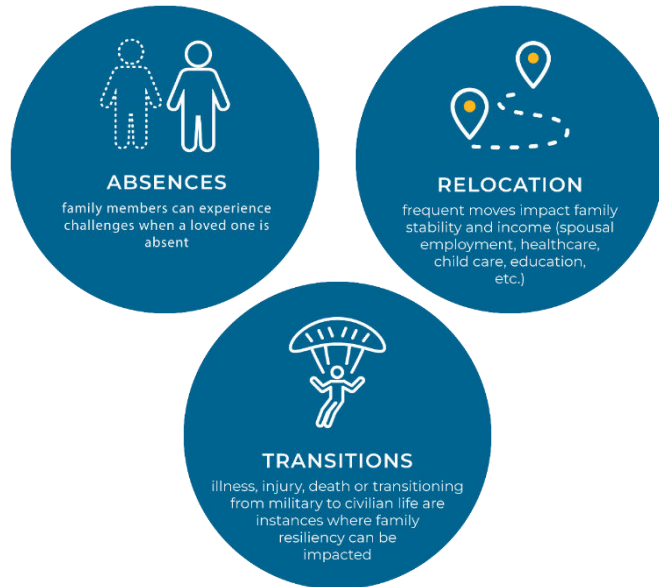 ABSENCES
family members can experience
challenges when a loved one is
absent
RELOCATION
frequent moves impact family
stability and income (spousal
employment, healthcare,
child care, education,
etc.)
TRANSITIONS
illness, injury, death or transitioning
from military to civilian life are
instances where family
resiliency can be
impacted